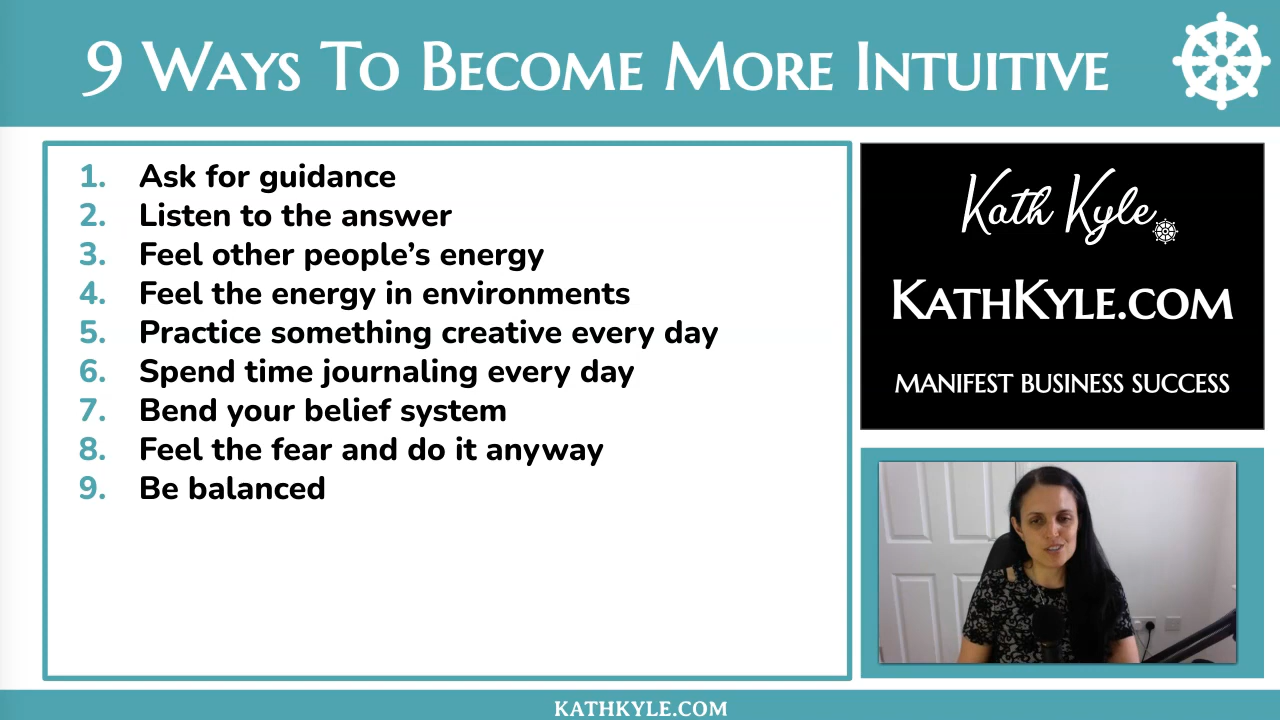 9 Ways To Become More Intuitive
1. Ask for guidance
2. Listen to the answer
3. Feel other people’s energy
4. Feel the energy in environments
5. Practice something creative every day
6. Spend time journaling every day
7. Bend your belief system
8. Feel the fear and do it anyway
9. Be balanced
Kath Kyle
KathKyle.com
MANIFEST BUSINESS SUCCESS
KATHKYLE.COM